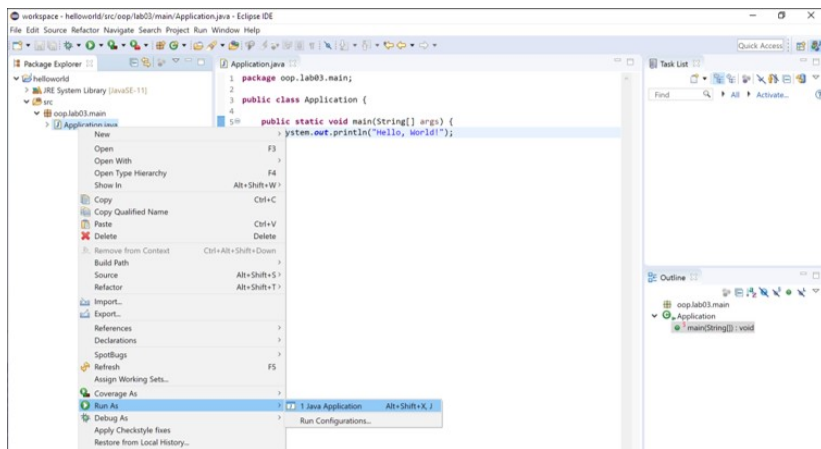 workspace - helloworld/src/oop/lab03/main/Application.java - Eclipse IDE
File Edit Source Refactor Navigate Search Project Run Window Help
Quick Access
Package Explorer
helloworld
JRE System Library [JavaSE-11]
src
oop.lab03.main
Application.java
New
Open F3
Open With
Open Type Hierarchy F4
Show In Alt+Shift+W
Copy Ctrl+C
Copy Qualified Name
Paste Ctrl+V
Delete Delete
Remove from Context Ctrl+Alt+Shift+Down
Build Path
Source Alt+Shift+S
Refactor Alt+Shift+T
Import...
Export...
References
Declarations
SpotBugs
Refresh F5
Assign Working Sets...
Coverage As
Run As
Debug As
Apply Checkstyle fixes
Restore from Local History...
1 Java Application Alt+Shift+X, J
Run Configurations...
Application.java
1 package oop.lab03.main;
2
3 public class Application {
4
5 public static void main(String[] args) {
ystem.out.println("Hello, World!");
Task List
Find All Activate...
Outline
oop.lab03.main
Application
main(String[]) : void